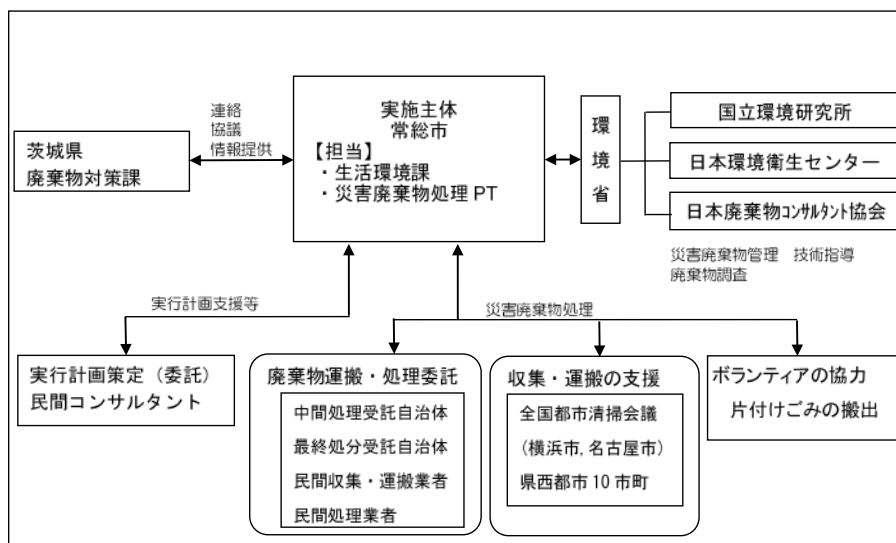 連絡
協議
情報提供
茨城県
廃棄物対策課
実施主体
常総市
【担当】
・生活環境課
・災害廃棄物処理 PT
環境省
国立環境研究所
日本環境衛生センター
日本廃棄物コンサルタント協会
災害廃棄物管理 技術指導
廃棄物調査
実行計画支援等
災害廃棄物処理
実行計画策定（委託）
民間コンサルタント
廃棄物運搬・処理委託
中間処理受託自治体
最終処分受託自治体
民間収集・運搬業者
民間処理業者
収集・運搬の支援
全国都市清掃会議
(横浜市, 名古屋市)
県西都市 10 市町
ボランティアの協力
片付けごみの搬出